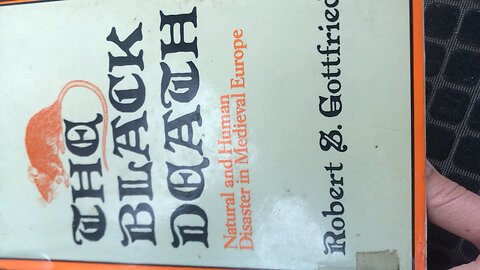 THE
BLACK
DEATH
Natural and Human
Disaster in Medieval Europe
Robert S. Gottfried